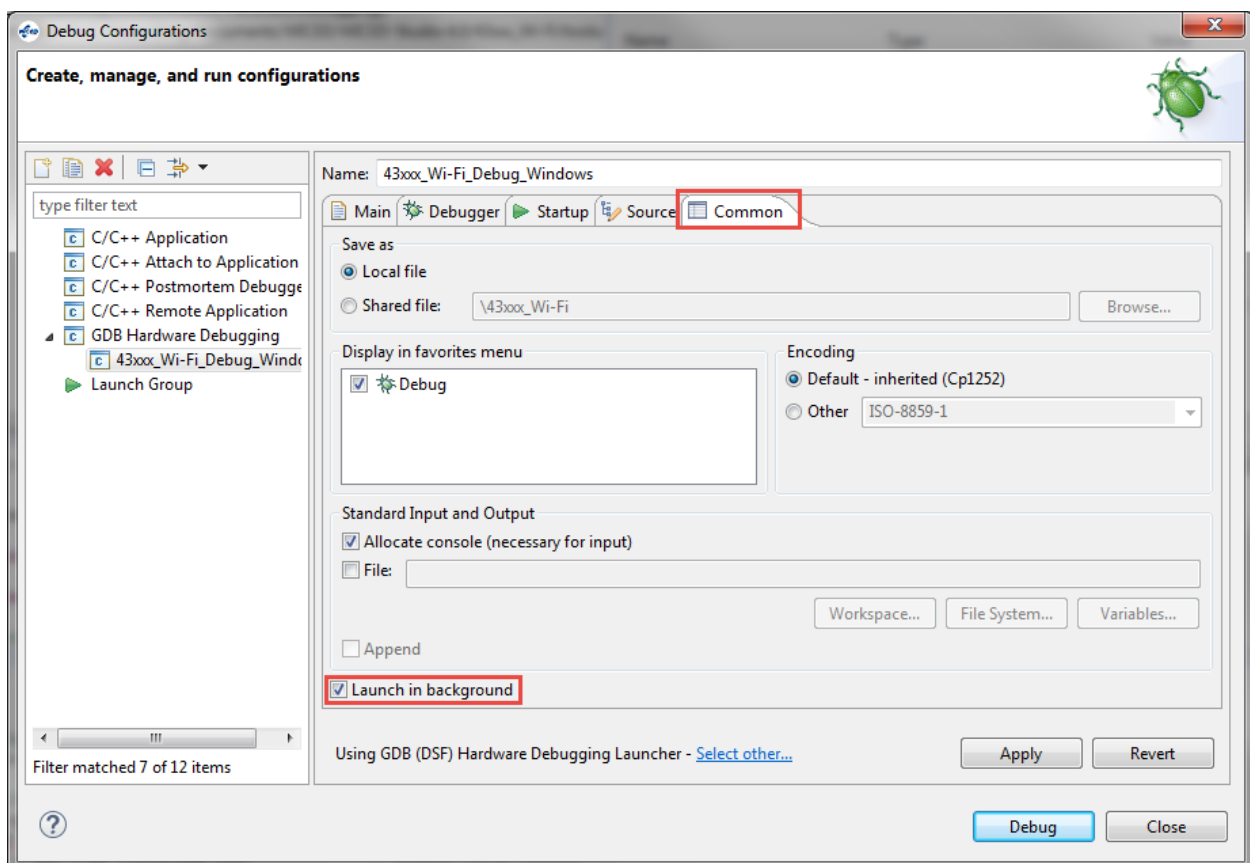 Debug Configurations
Create, manage, and run configurations
type filter text
C/C++ Application
C/C++ Attach to Application
C/C++ Postmortem Debugge
C/C++ Remote Application
GDB Hardware Debugging
43xxx_Wi-Fi_Debug_Windo
Launch Group
Filter matched 7 of 12 items
Name: 43xxx_Wi-Fi_Debug_Windows
Main Debugger Startup Source Common
Save as
Local file
Shared file: \43xxx_Wi-Fi Browse...
Display in favorites menu
Debug
Encoding
Default - inherited (Cp1252)
Other ISO-8859-1
Standard Input and Output
Allocate console (necessary for input)
File:
Workspace... File System... Variables...
Append
Launch in background
Using GDB (DSF) Hardware Debugging Launcher - Select other... Apply Revert
Debug Close